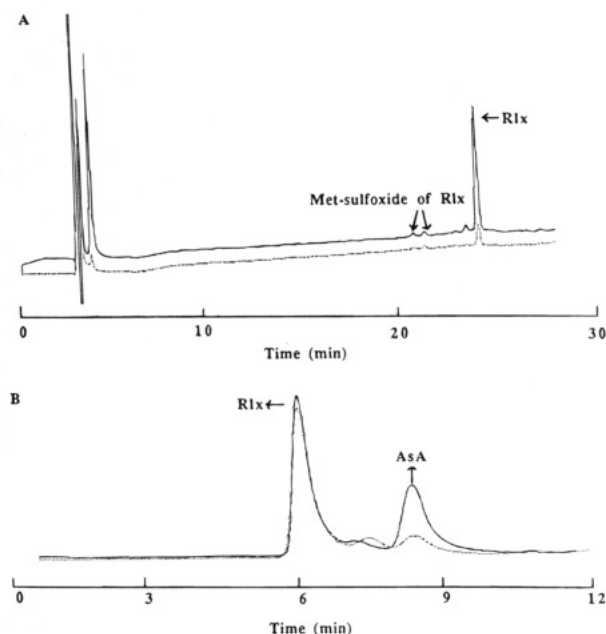 A
←Rlx
Met-sulfoxide of Rlx
0 10 20 30
Time (min)
B
Rlx←
AsA
0 3 6 9 12
Time (min)